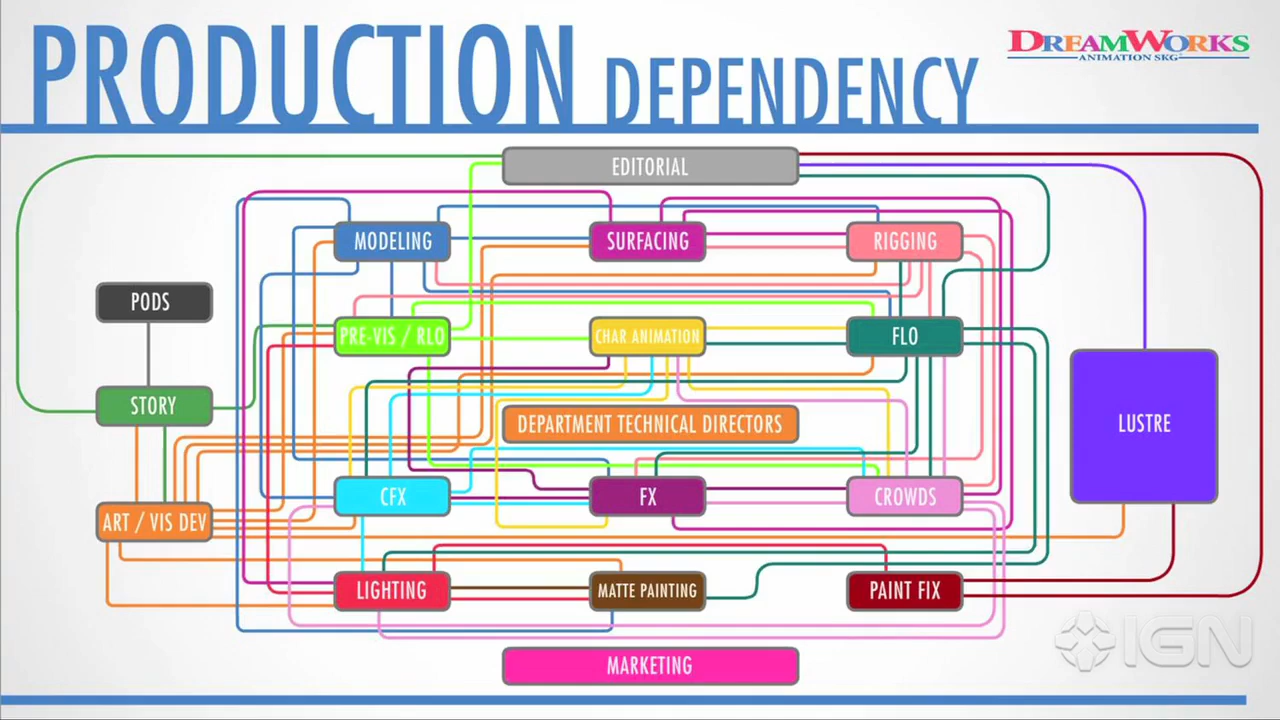 PRODUCTION DEPENDENCY
DREAMWORKS
ANIMATION SKG
EDITORIAL
MODELING
SURFACING
RIGGING
PODS
PRE-VIS / RLO
CHAR ANIMATION
FLO
STORY
DEPARTMENT TECHNICAL DIRECTORS
LUSTRE
CFX
FX
CROWDS
ART / VIS DEV
LIGHTING
MATTE PAINTING
PAINT FIX
IGN
MARKETING